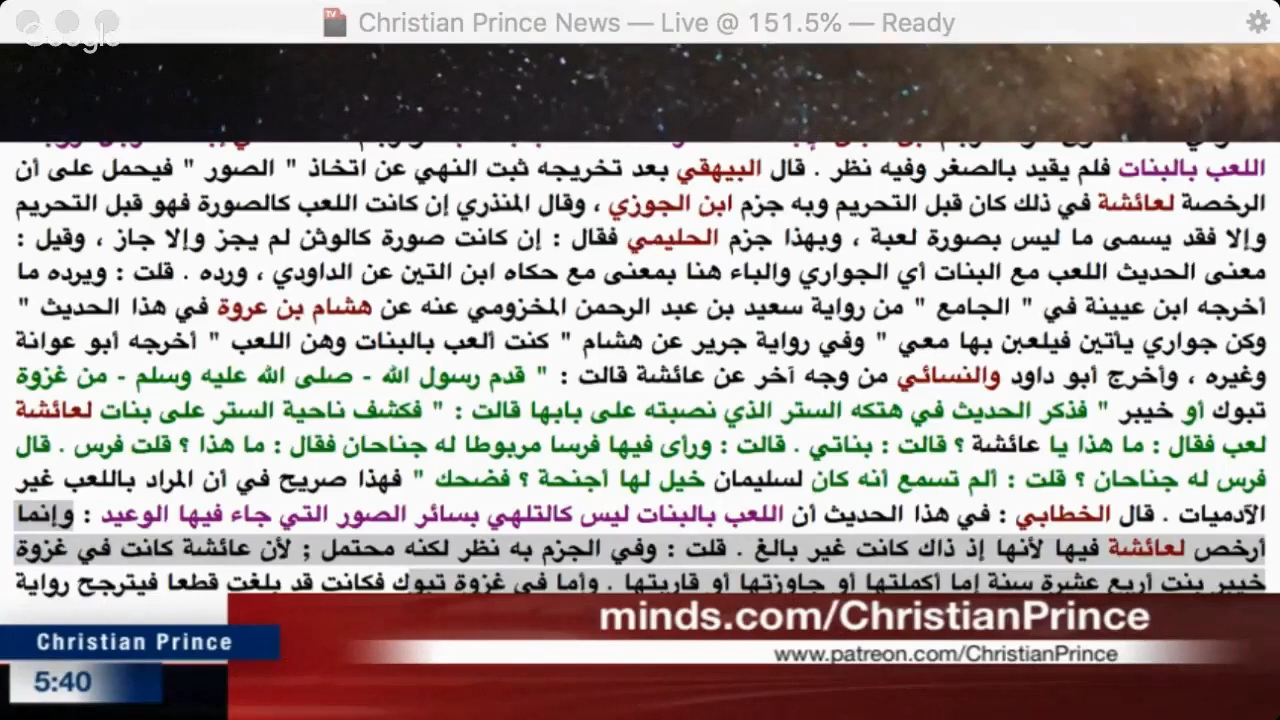 Christian Prince News — Live @ 151.5% — Ready
Google
اللعب بالبنات فلم يقيد بالصغر وفيه نظر . قال البيهقي بعد تخريجه ثبت النهي عن اتخاذ " الصور " فيحمل على أن
الرخصة لعائشة في ذلك كان قبل التحريم وبه جزم ابن الجوزي ، وقال المنذري إن كانت اللعب كالصورة فهو قبل التحريم
وإلا فقد يسمى ما ليس بصورة لعبة ، وبهذا جزم الحليمي فقال : إن كانت صورة كالوثن لم يجز وإلا جاز ، وقيل :
معنى الحديث اللعب مع البنات أي الجواري والباء هنا بمعنى مع حكاه ابن التين عن الداودي ، ورده . قلت : ويرده ما
أخرجه ابن عيينة في " الجامع " من رواية سعيد بن عبد الرحمن المخزومي عنه عن هشام بن عروة في هذا الحديث "
وكن جواري يأتين فيلعبن بها معي " وفي رواية جرير عن هشام " كنت ألعب بالبنات وهن اللعب " أخرجه أبو عوانة
وغيره ، وأخرج أبو داود والنسائي من وجه آخر عن عائشة قالت : " قدم رسول الله - صلى الله عليه وسلم - من غزوة
تبوك أو خيبر " فذكر الحديث في هتكه الستر الذي نصبته على بابها قالت : " فكشف ناحية الستر على بنات لعائشة
لعب فقال : ما هذا يا عائشة ؟ قالت : بناتي . قالت : ورأى فيها فرسا مربوطا له جناحان فقال : ما هذا ؟ قلت فرس . قال
فرس له جناحان ؟ قلت : ألم تسمع أنه كان لسليمان خيل لها أجنحة ؟ فضحك " فهذا صريح في أن المراد باللعب غير
الآدميات . قال الخطابي : في هذا الحديث أن اللعب بالبنات ليس كالتلهي بسائر الصور التي جاء فيها الوعيد : وإنما
أرخص لعائشة فيها لأنها إذ ذاك كانت غير بالغ . قلت : وفي الجزم به نظر لكنه محتمل ; لأن عائشة كانت في غزوة
خيبر بنت أربع عشرة سنة إما أكملتها أو جاوزتها أو قاربتها . وأما في غزوة تبوك فكانت قد بلغت قطعا فيترجح رواية
minds.com/ChristianPrince
Christian Prince
www.patreon.com/ChristianPrince
5:40